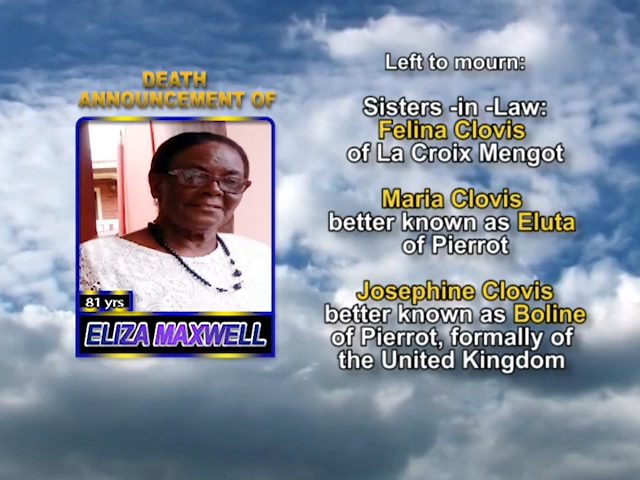 DEATH
ANNOUNCEMENT OF
81 yrs
ELIZA MAXWELL
Left to mourn:
Sisters -in -Law:
Felina Clovis
of La Croix Mengot
Maria Clovis
better known as Eluta
of Pierrot
Josephine Clovis
better known as Boline
of Pierrot, formally of
the United Kingdom